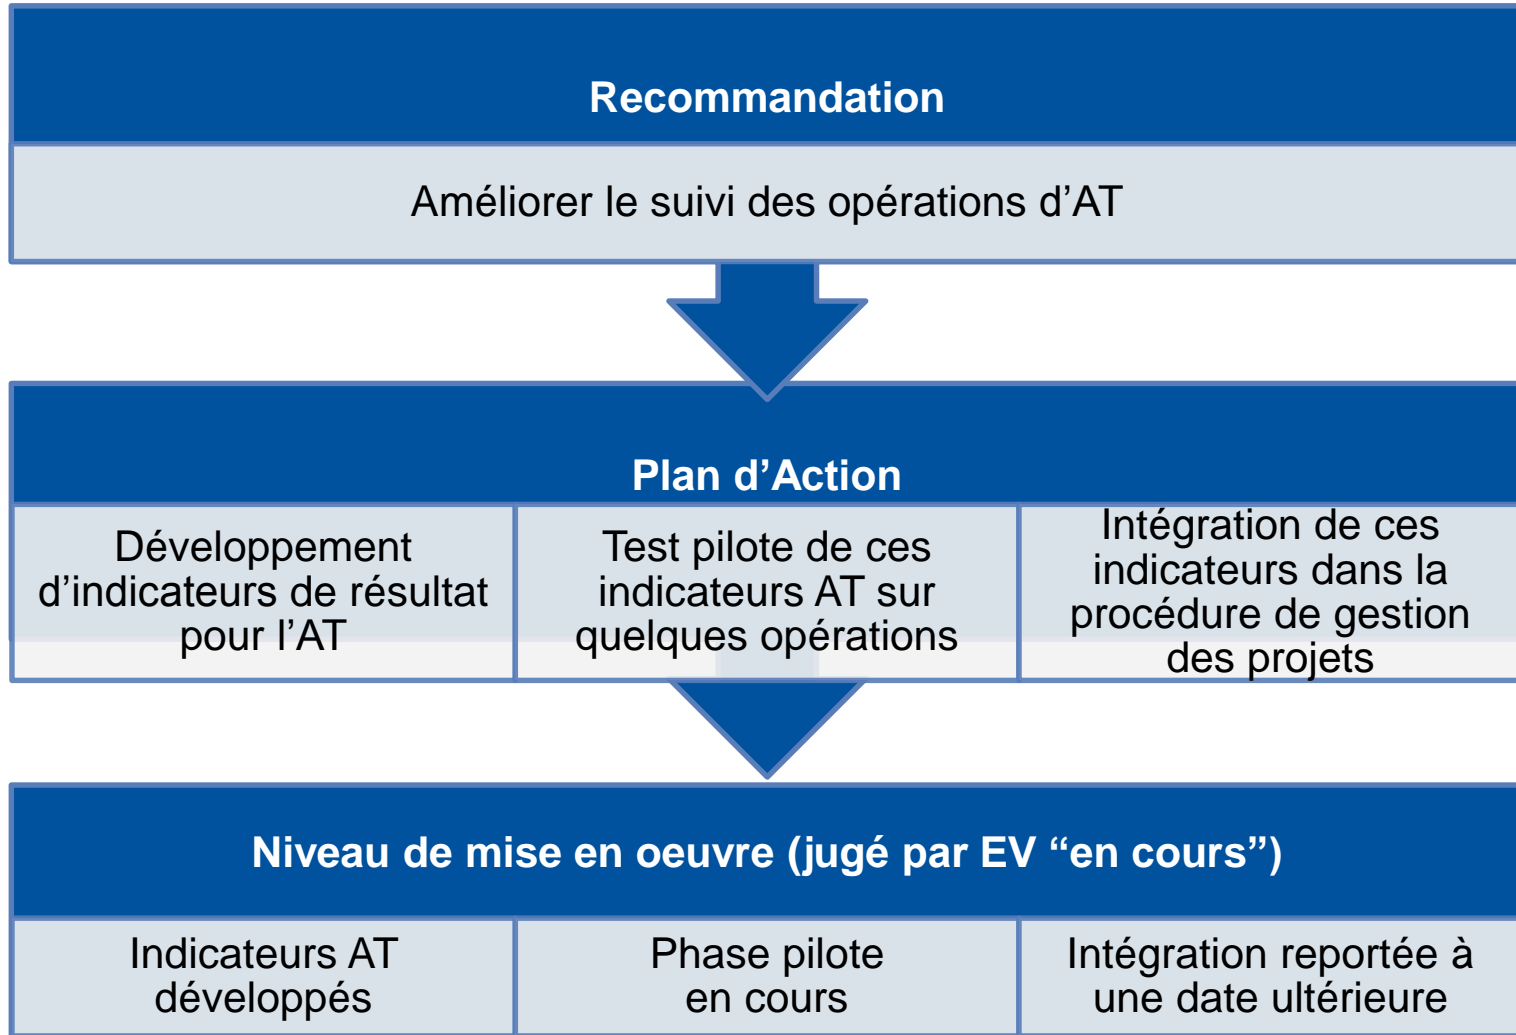 Recommandation
Améliorer le suivi des opérations d’AT
Plan d’Action
Développement
d’indicateurs de résultat
pour l’AT
Test pilote de ces
indicateurs AT sur
quelques opérations
Intégration de ces
indicateurs dans la
procédure de gestion
des projets
Niveau de mise en oeuvre (jugé par EV “en cours”)
Indicateurs AT
développés
Phase pilote
en cours
Intégration reportée à
une date ultérieure